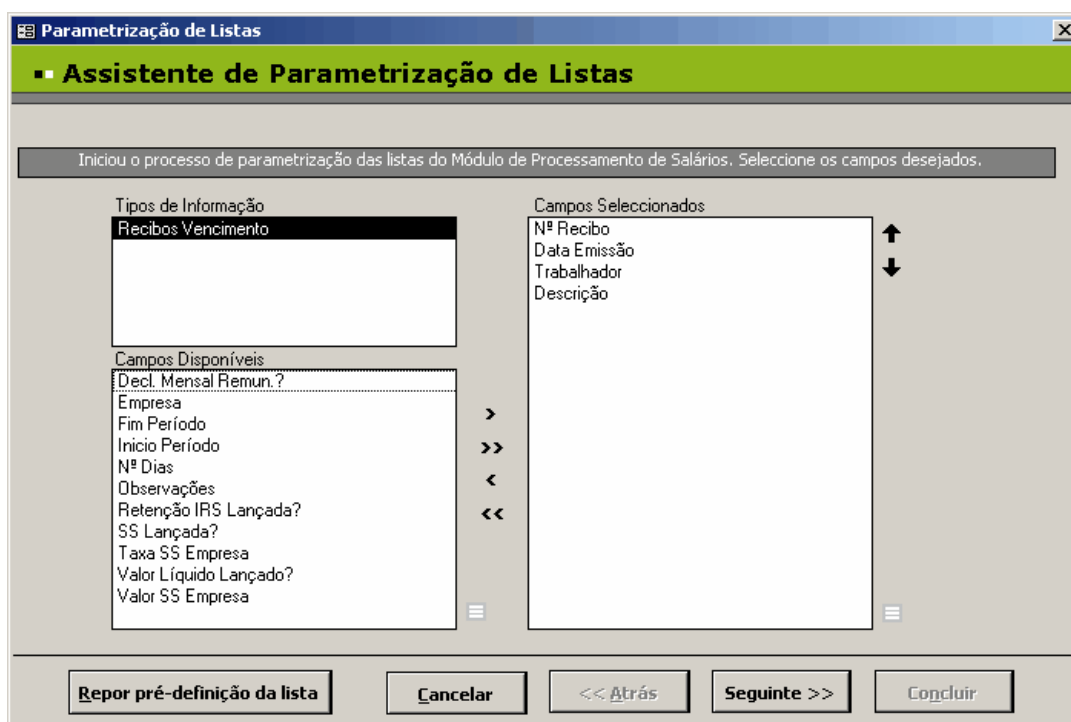 Parametrização de Listas
Assistente de Parametrização de Listas
Iniciou o processo de parametrização das listas do Módulo de Processamento de Salários. Seleccione os campos desejados.
Tipos de Informação
Recibos Vencimento
Campos Disponíveis
Decl. Mensal Remun.?
Empresa
Fim Período
Inicio Período
Nº Dias
Observações
Retenção IRS Lançada?
SS Lançada?
Taxa SS Empresa
Valor Líquido Lançado?
Valor SS Empresa
>
>>
<
<<
Campos Seleccionados
Nº Recibo
Data Emissão
Trabalhador
Descrição
Repor pré-definição da lista
Cancelar
<< Atrás
Seguinte >>
Concluir